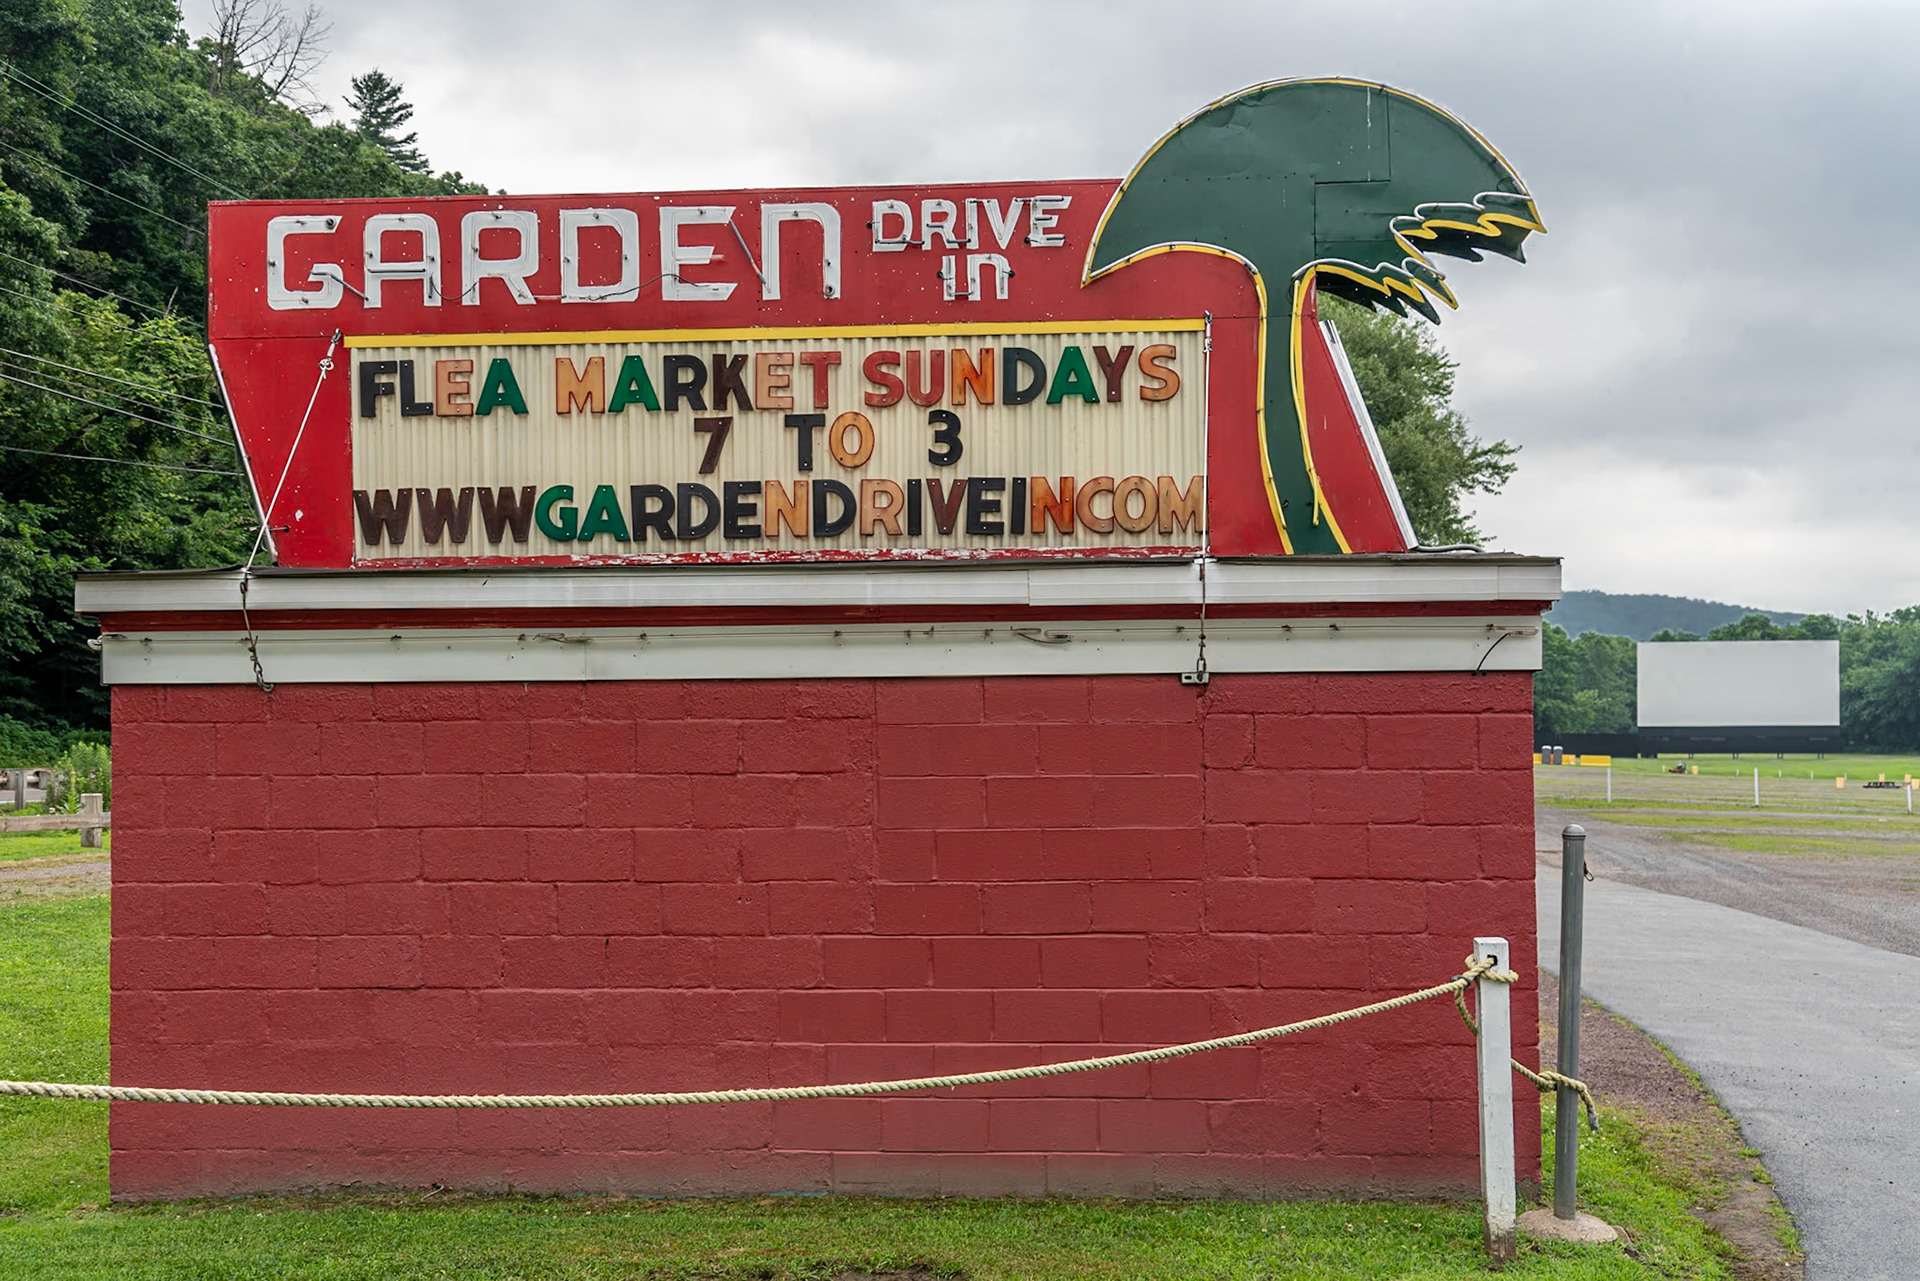 GARDEN DRIVE
IN
FLEA MARKET SUNDAYS
7 TO 3
WWWGARDENDRIVEINCOM